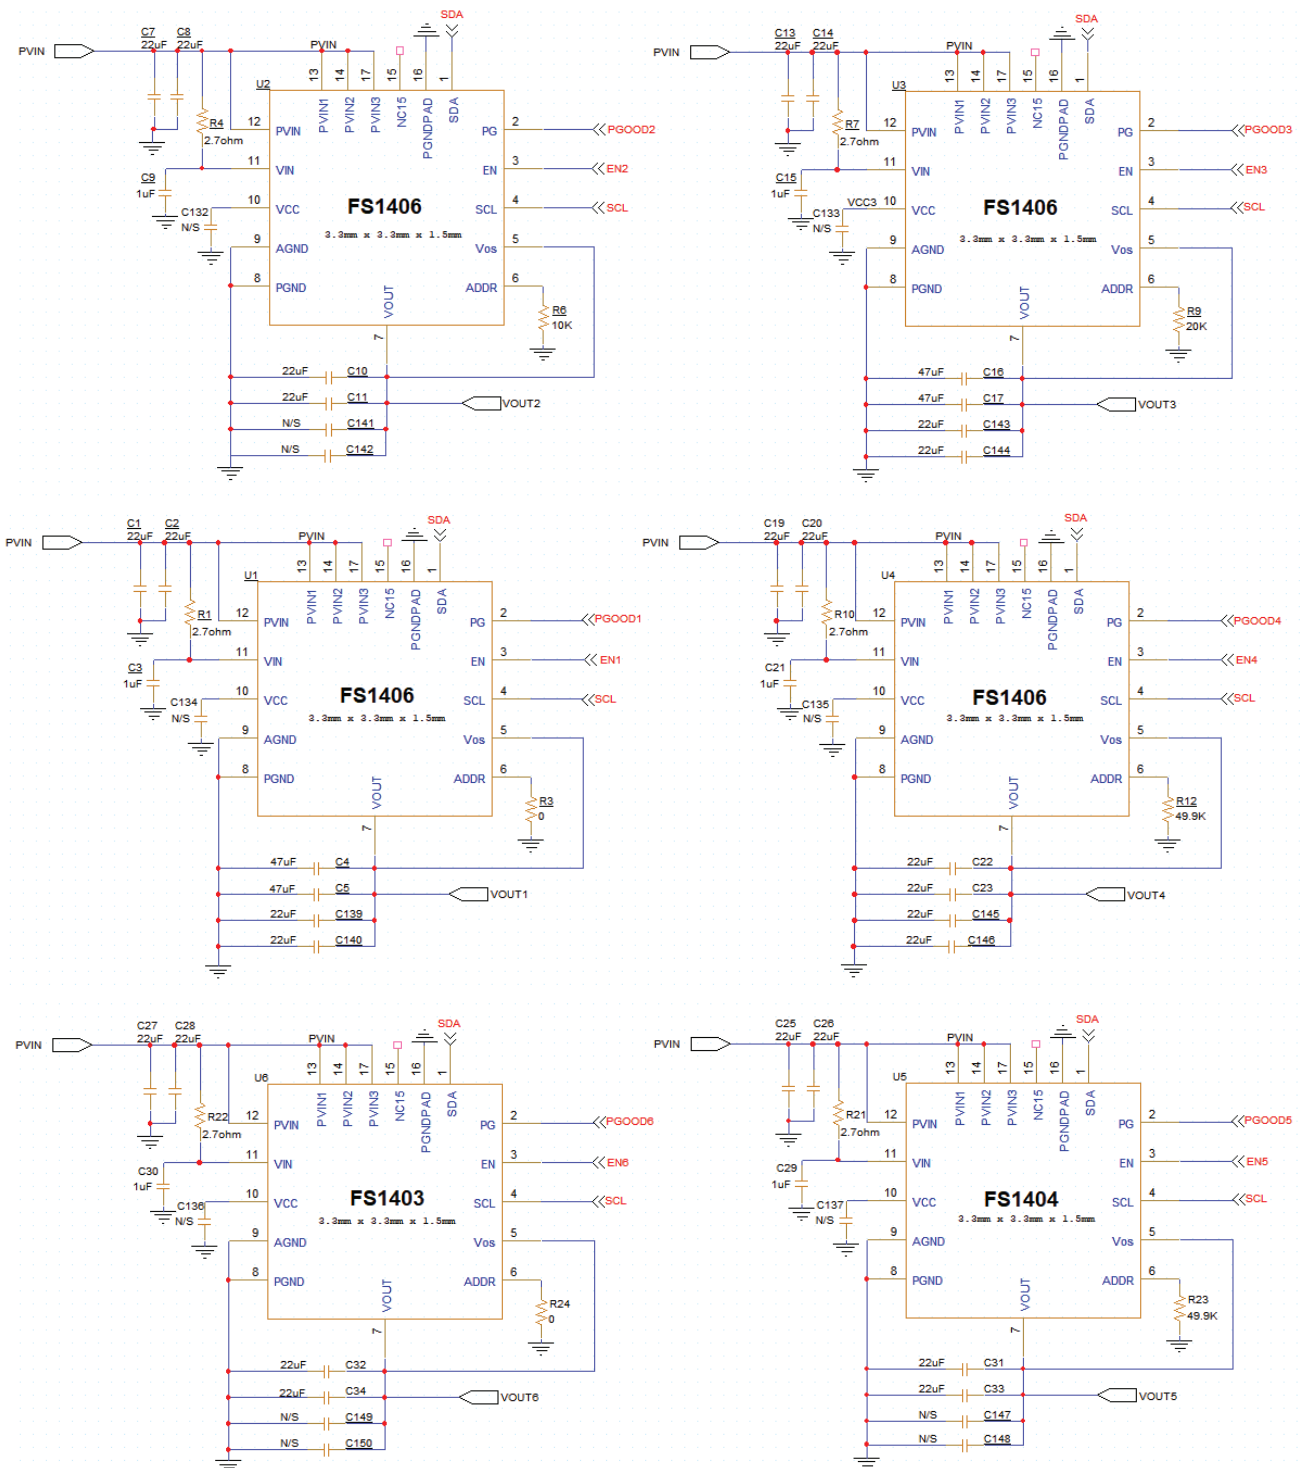 SDA
C7 C8
22uF 22uF
PVIN
PVIN
13 14 17 15 16 1
U2
PVIN1 PVIN2 PVIN3 NC15 PGNDPAD SDA
R4
2.7ohm
12 PVIN PG 2 PGOOD2
11 VIN EN 3 EN2
C9
1uF
C132
N/S
10 VCC SCL 4 SCL
FS1406
3.3mm x 3.3mm x 1.5mm
9 AGND Vos 5
8 PGND ADDR 6
VOUT
7
R6
10K
22uF C10
22uF C11
VOUT2
N/S C141
N/S C142
SDA
C13 C14
22uF 22uF
PVIN
PVIN
13 14 17 15 16 1
U3
PVIN1 PVIN2 PVIN3 NC15 PGNDPAD SDA
R7
2.7ohm
12 PVIN PG 2 PGOOD3
11 VIN EN 3 EN3
C15
1uF
C133
N/S
VCC3 10 VCC SCL 4 SCL
FS1406
3.3mm x 3.3mm x 1.5mm
9 AGND Vos 5
8 PGND ADDR 6
VOUT
7
R9
20K
47uF C16
47uF C17
VOUT3
22uF C143
22uF C144
SDA
C1 C2
22uF 22uF
PVIN
PVIN
13 14 17 15 16 1
U1
PVIN1 PVIN2 PVIN3 NC15 PGNDPAD SDA
R1
2.7ohm
12 PVIN PG 2 PGOOD1
11 VIN EN 3 EN1
C3
1uF
C134
N/S
10 VCC SCL 4 SCL
FS1406
3.3mm x 3.3mm x 1.5mm
9 AGND Vos 5
8 PGND ADDR 6
VOUT
7
R3
0
47uF C4
47uF C5
VOUT1
22uF C139
22uF C140
SDA
C19 C20
22uF 22uF
PVIN
PVIN
13 14 17 15 16 1
U4
PVIN1 PVIN2 PVIN3 NC15 PGNDPAD SDA
R10
2.7ohm
12 PVIN PG 2 PGOOD4
11 VIN EN 3 EN4
C21
1uF
C135
N/S
10 VCC SCL 4 SCL
FS1406
3.3mm x 3.3mm x 1.5mm
9 AGND Vos 5
8 PGND ADDR 6
VOUT
7
R12
49.9K
22uF C22
22uF C23
VOUT4
22uF C145
22uF C146
SDA
C27 C28
22uF 22uF
PVIN
PVIN
13 14 17 15 16 1
U6
PVIN1 PVIN2 PVIN3 NC15 PGNDPAD SDA
R22
2.7ohm
12 PVIN PG 2 PGOOD6
11 VIN EN 3 EN6
C30
1uF
C136
N/S
10 VCC SCL 4 SCL
FS1403
3.3mm x 3.3mm x 1.5mm
9 AGND Vos 5
8 PGND ADDR 6
VOUT
7
R24
0
22uF C32
22uF C34
VOUT6
N/S C149
N/S C150
SDA
C25 C26
22uF 22uF
PVIN
PVIN
13 14 17 15 16 1
U5
PVIN1 PVIN2 PVIN3 NC15 PGNDPAD SDA
R21
2.7ohm
12 PVIN PG 2 PGOOD5
11 VIN EN 3 EN5
C29
1uF
C137
N/S
10 VCC SCL 4 SCL
FS1404
3.3mm x 3.3mm x 1.5mm
9 AGND Vos 5
8 PGND ADDR 6
VOUT
7
R23
49.9K
22uF C31
22uF C33
VOUT5
N/S C147
N/S C148